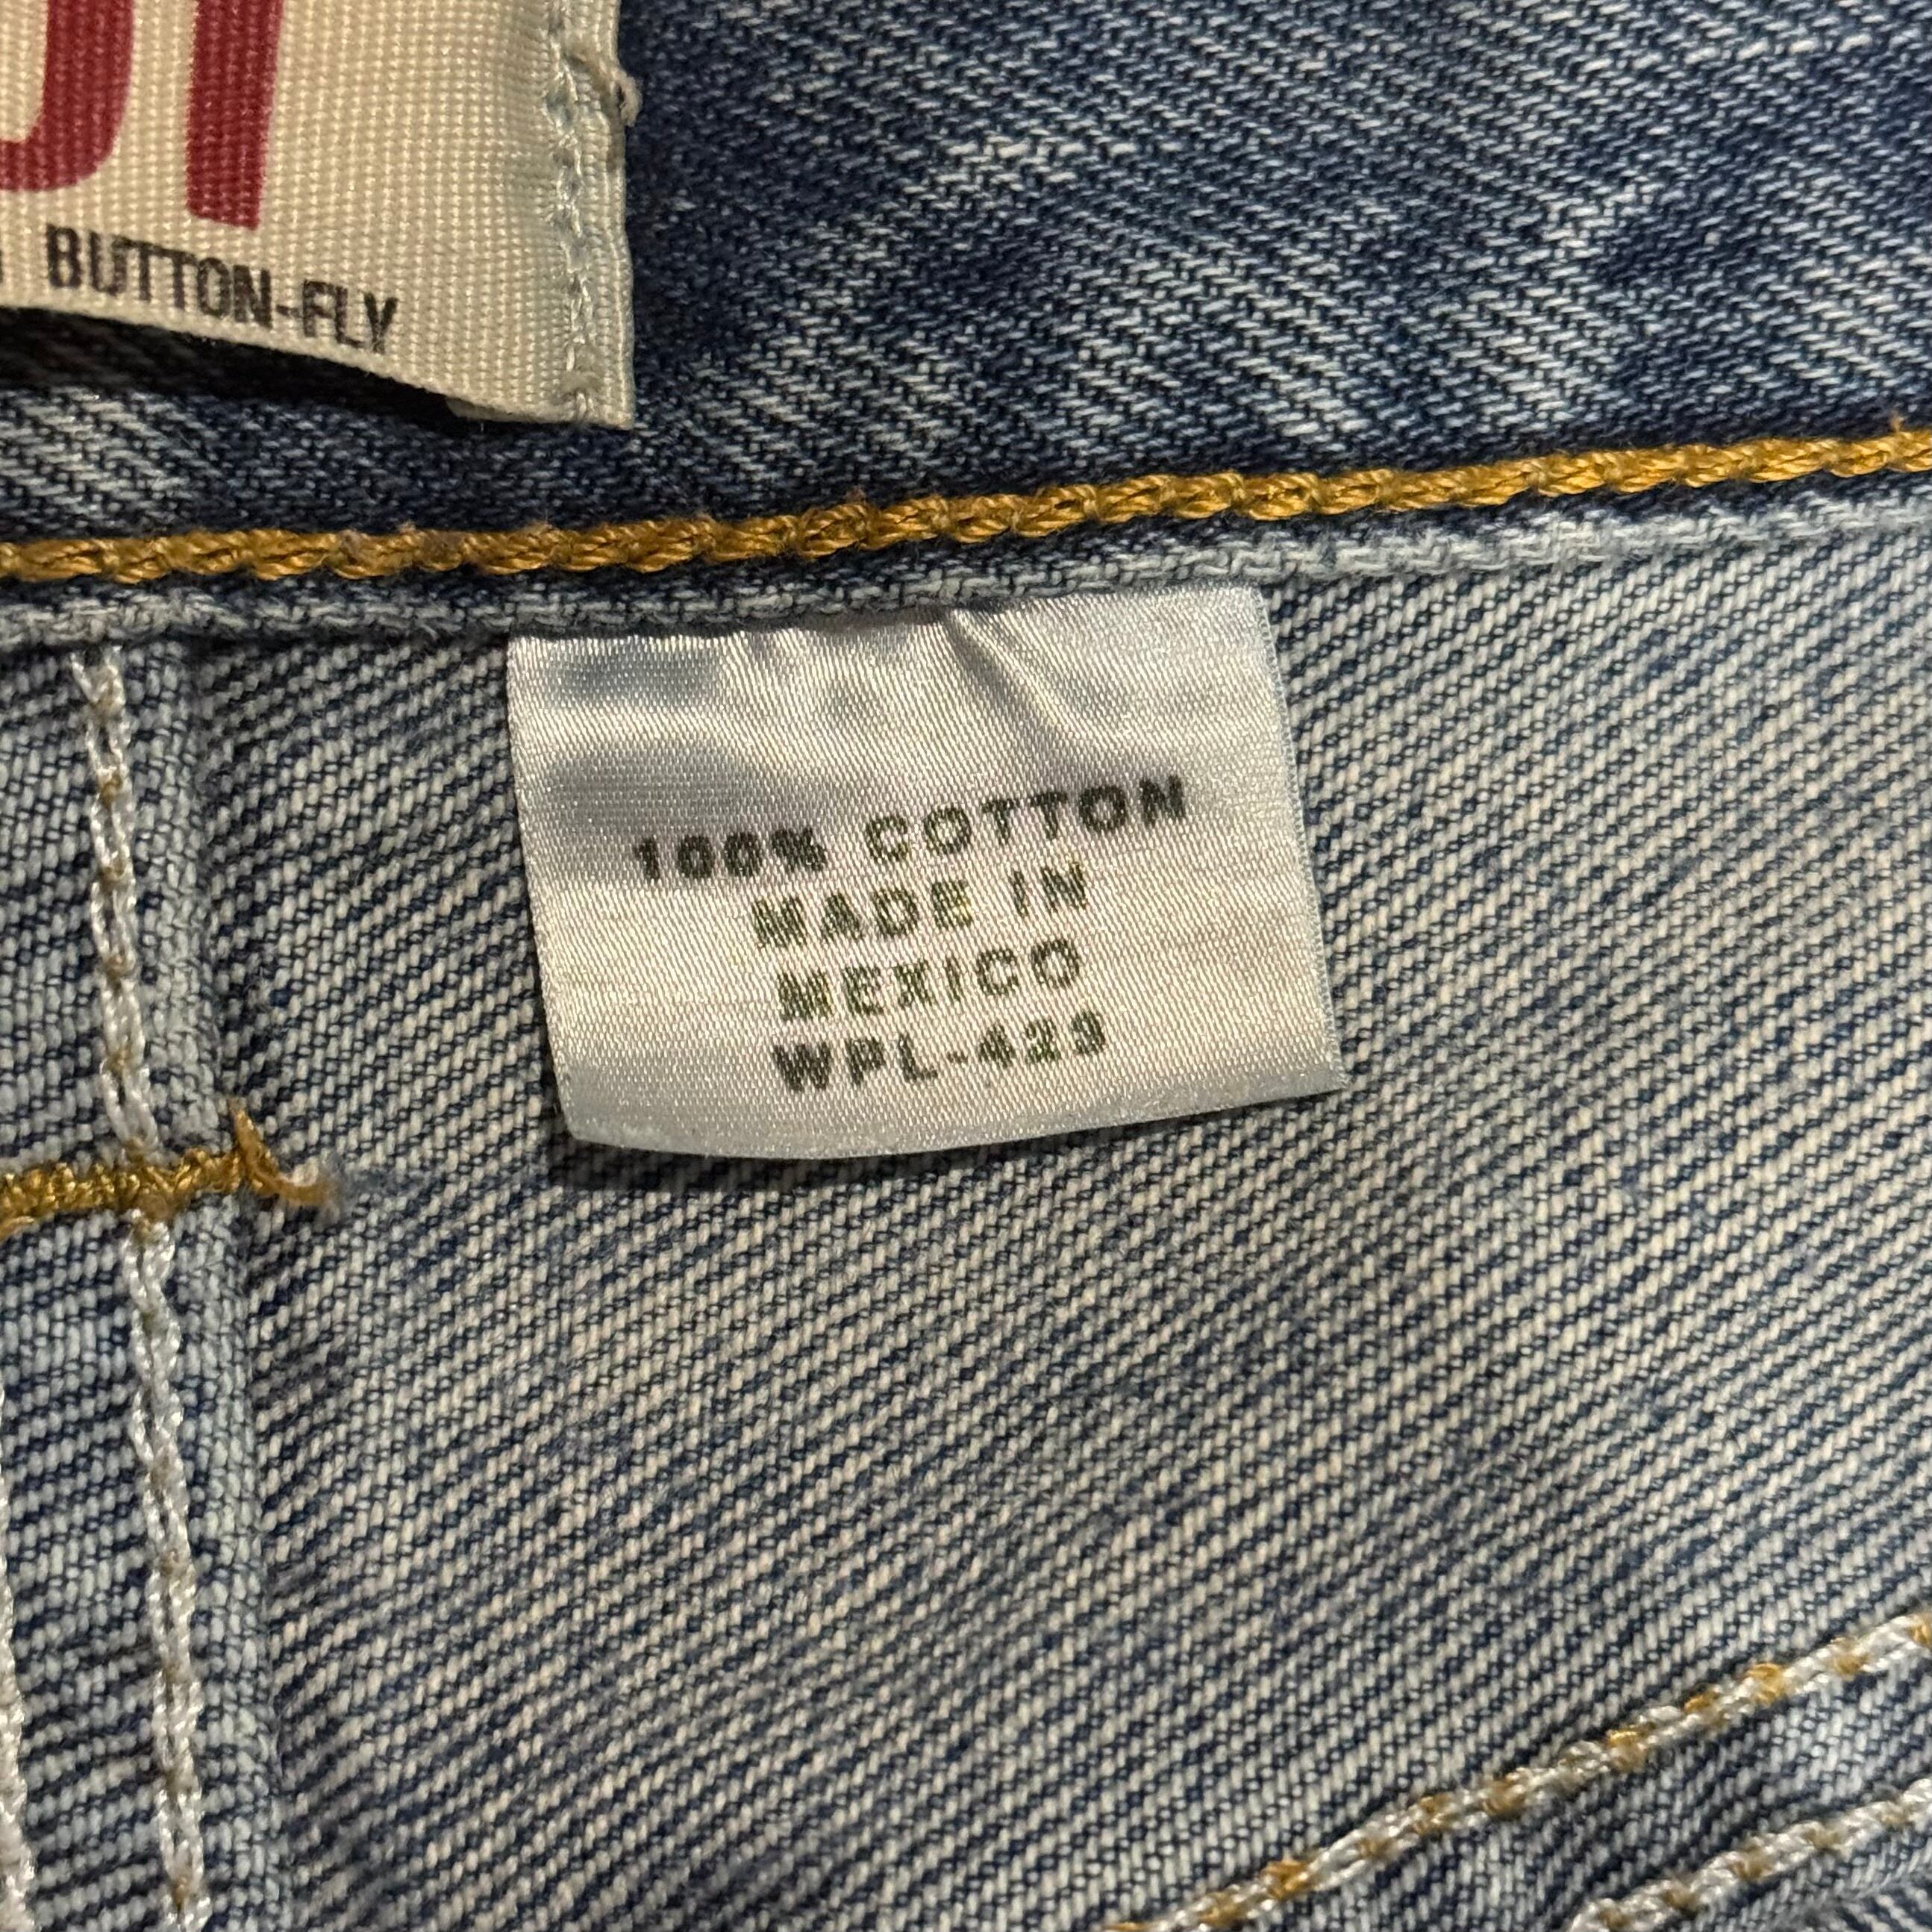 BUTTON-FLY
100% COTTON
MADE IN
MEXICO
WPL-423